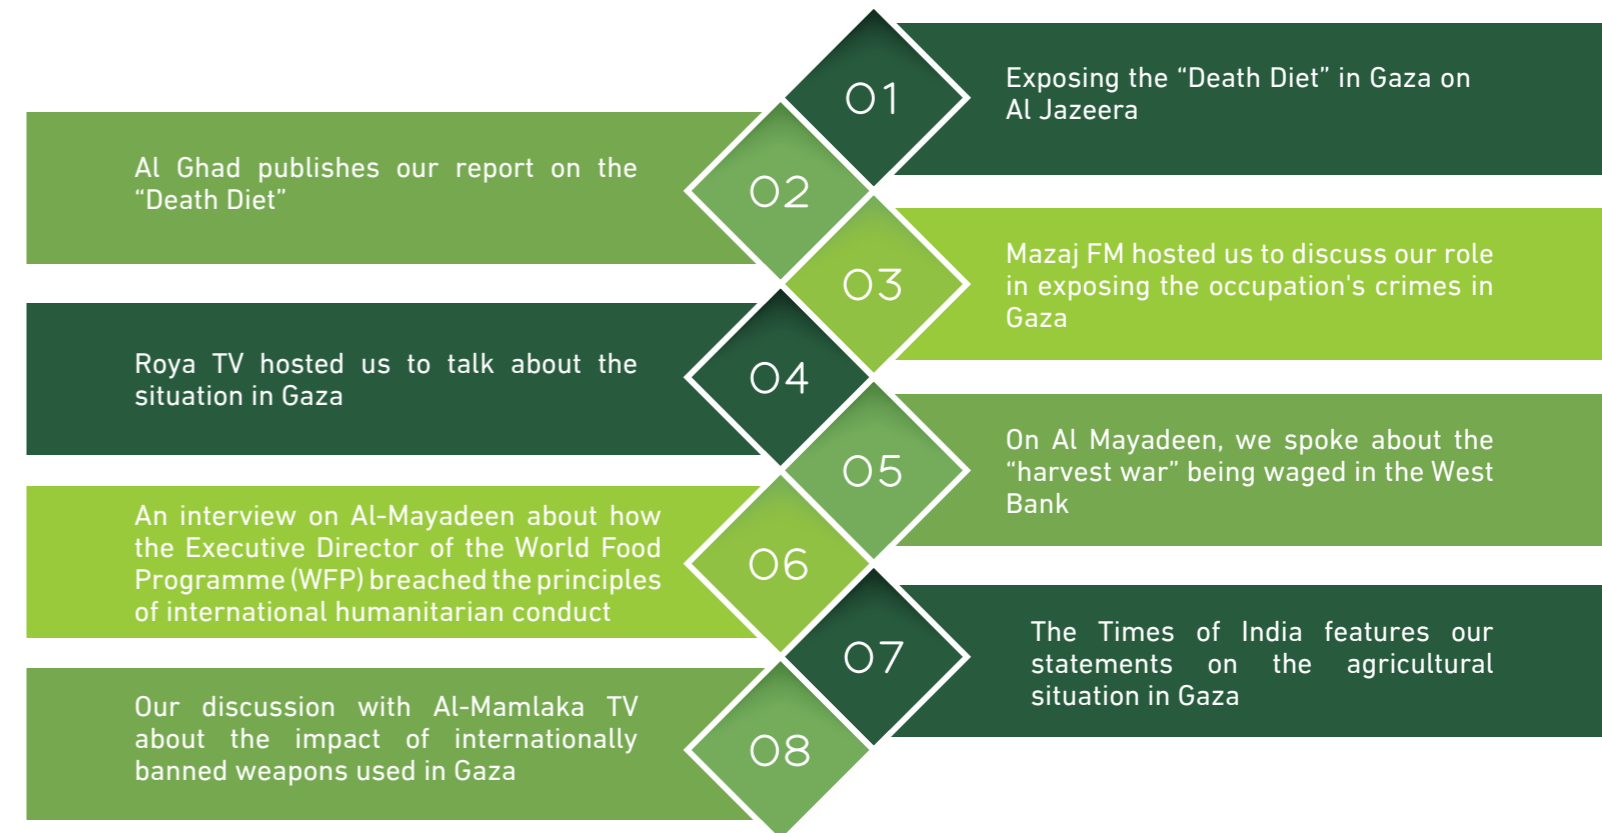 01
Exposing the “Death Diet” in Gaza on
Al Jazeera
02
Al Ghad publishes our report on the
“Death Diet”
03
Mazaj FM hosted us to discuss our role
in exposing the occupation's crimes in
Gaza
04
Roya TV hosted us to talk about the
situation in Gaza
05
On Al Mayadeen, we spoke about the
“harvest war” being waged in the West
Bank
06
An interview on Al-Mayadeen about how
the Executive Director of the World Food
Programme (WFP) breached the principles
of international humanitarian conduct
07
The Times of India features our
statements on the agricultural
situation in Gaza
08
Our discussion with Al-Mamlaka TV
about the impact of internationally
banned weapons used in Gaza